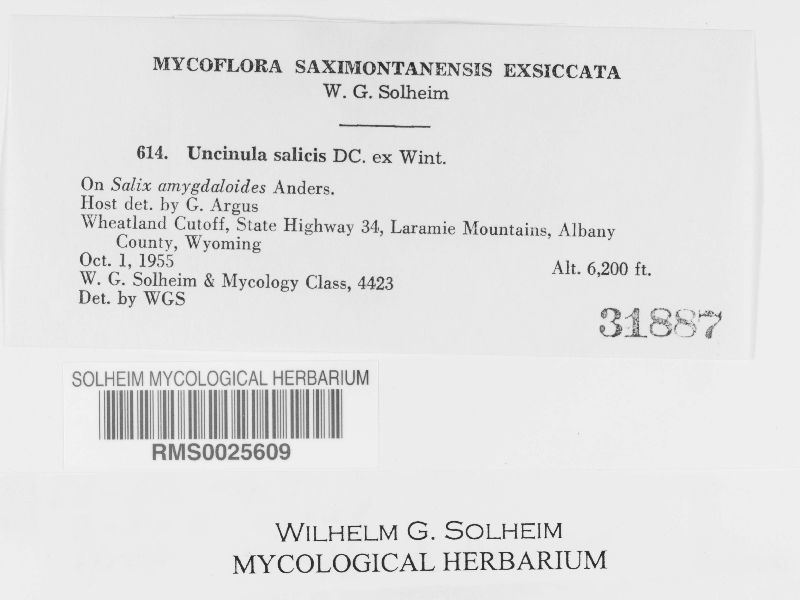 MYCOFLORA SAXIMONTANENSIS EXSICCATA
W. G. Solheim
614. Uncinula salicis DC. ex Wint.
On Salix amygdaloides Anders.
Host det. by G. Argus
Wheatland Cutoff, State Highway 34, Laramie Mountains, Albany
County, Wyoming
Oct. 1, 1955
Alt. 6,200 ft.
W. G. Solheim & Mycology Class, 4423
Det. by WGS
31887
SOLHEIM MYCOLOGICAL HERBARIUM
RMS0025609
WILHELM G. SOLHEIM
MYCOLOGICAL HERBARIUM